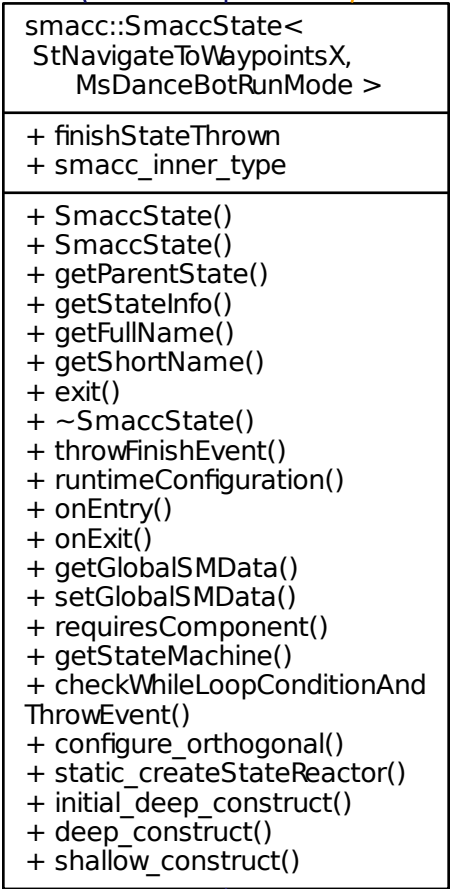 smacc::SmaccState<
StNavigateToWaypointsX,
MsDanceBotRunMode >
+ finishStateThrown
+ smacc_inner_type
+ SmaccState()
+ SmaccState()
+ getParentState()
+ getStateInfo()
+ getFullName()
+ getShortName()
+ exit()
+ ~SmaccState()
+ throwFinishEvent()
+ runtimeConfiguration()
+ onEntry()
+ onExit()
+ getGlobalSMData()
+ setGlobalSMData()
+ requiresComponent()
+ getStateMachine()
+ checkWhileLoopConditionAnd
ThrowEvent()
+ configure_orthogonal()
+ static_createStateReactor()
+ initial_deep_construct()
+ deep_construct()
+ shallow_construct()